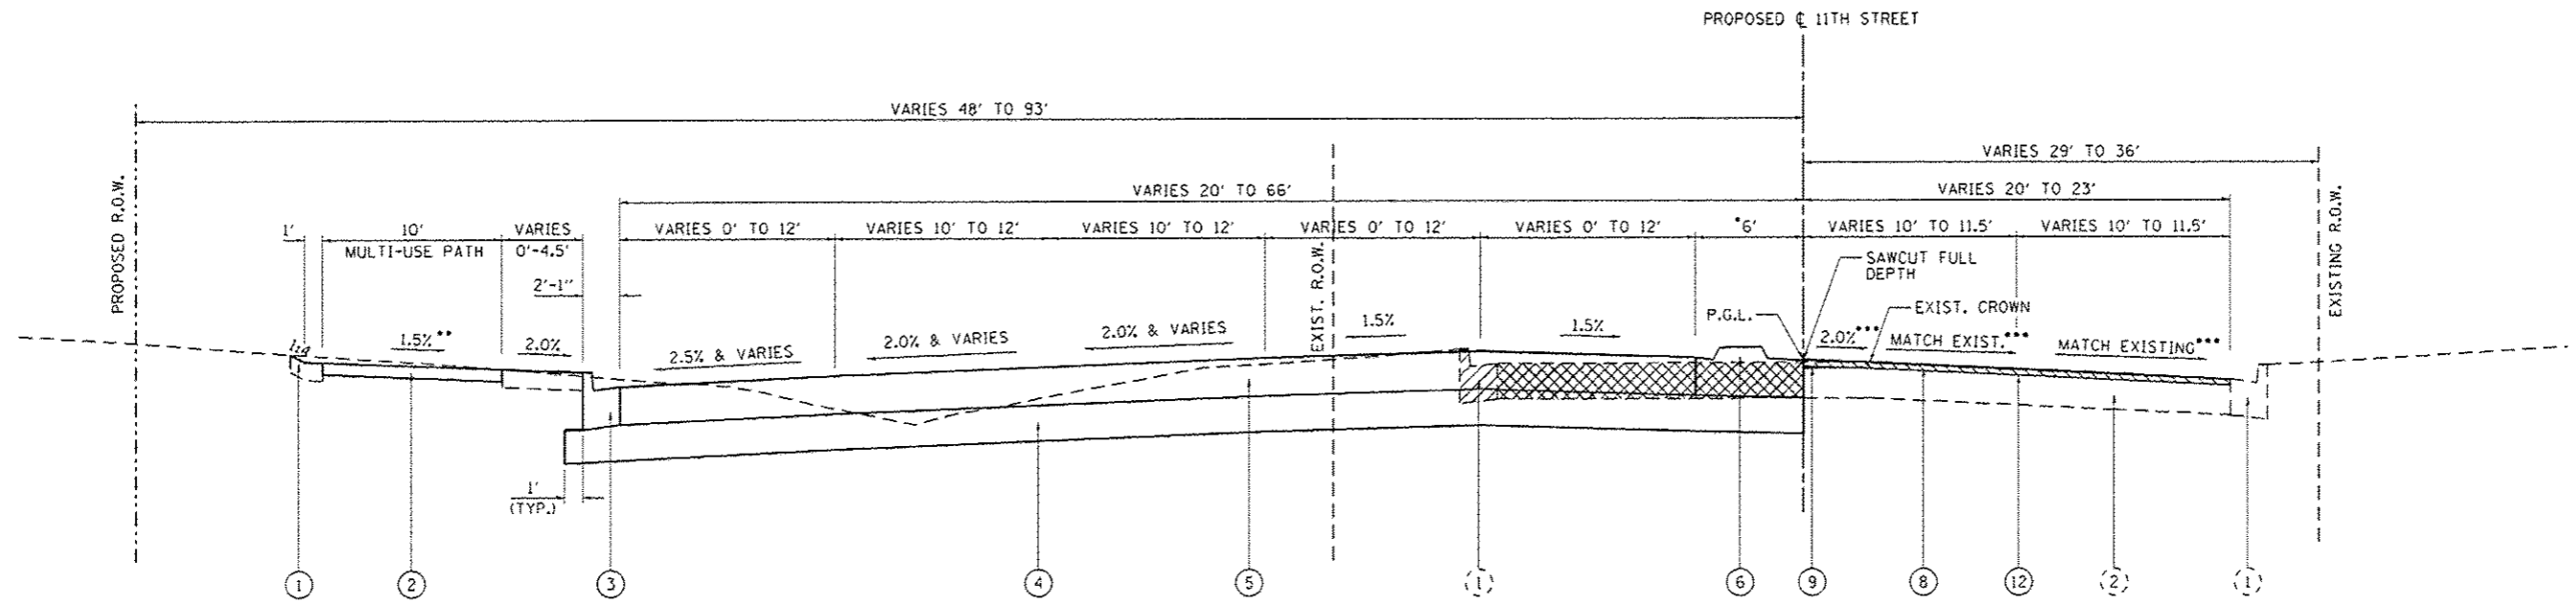 PROPOSED ℄ 11TH STREET
VARIES 48' TO 93'
VARIES 29' TO 36'
PROPOSED R.O.W.
VARIES 20' TO 66'
VARIES 20' TO 23'
EXISTING R.O.W.
1'
10'
MULTI-USE PATH
VARIES
0'-4.5'
VARIES 0' TO 12'
VARIES 10' TO 12'
VARIES 10' TO 12'
VARIES 0' TO 12'
VARIES 0' TO 12'
*6'
VARIES 10' TO 11.5'
VARIES 10' TO 11.5'
EXIST. R.O.W.
2'-1"
SAWCUT FULL
DEPTH
P.G.L.
EXIST. CROWN
1:4
1.5%**
2.0%
2.5% & VARIES
2.0% & VARIES
2.0% & VARIES
1.5%
1.5%
2.0%***
MATCH EXIST.***
MATCH EXISTING***
1'
(TYP.)
1
2
3
4
5
1
6
9
8
12
2
1